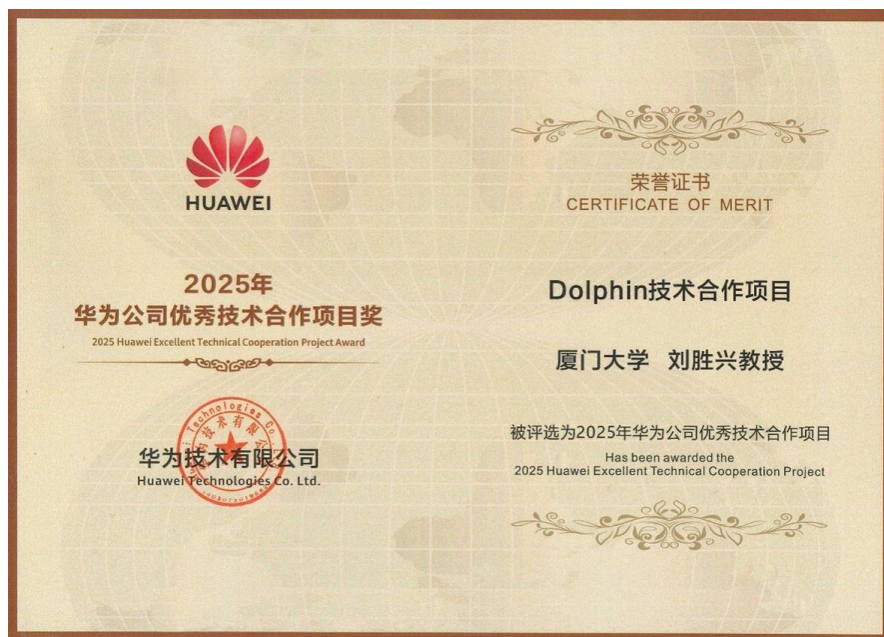 HUAWEI
2025年
华为公司优秀技术合作项目奖
2025 Huawei Excellent Technical Cooperation Project Award
华为技术有限公司
Huawei Technologies Co. Ltd.
荣誉证书
CERTIFICATE OF MERIT
Dolphin技术合作项目
厦门大学 刘胜兴教授
被评选为2025年华为公司优秀技术合作项目
Has been awarded the
2025 Huawei Excellent Technical Cooperation Project